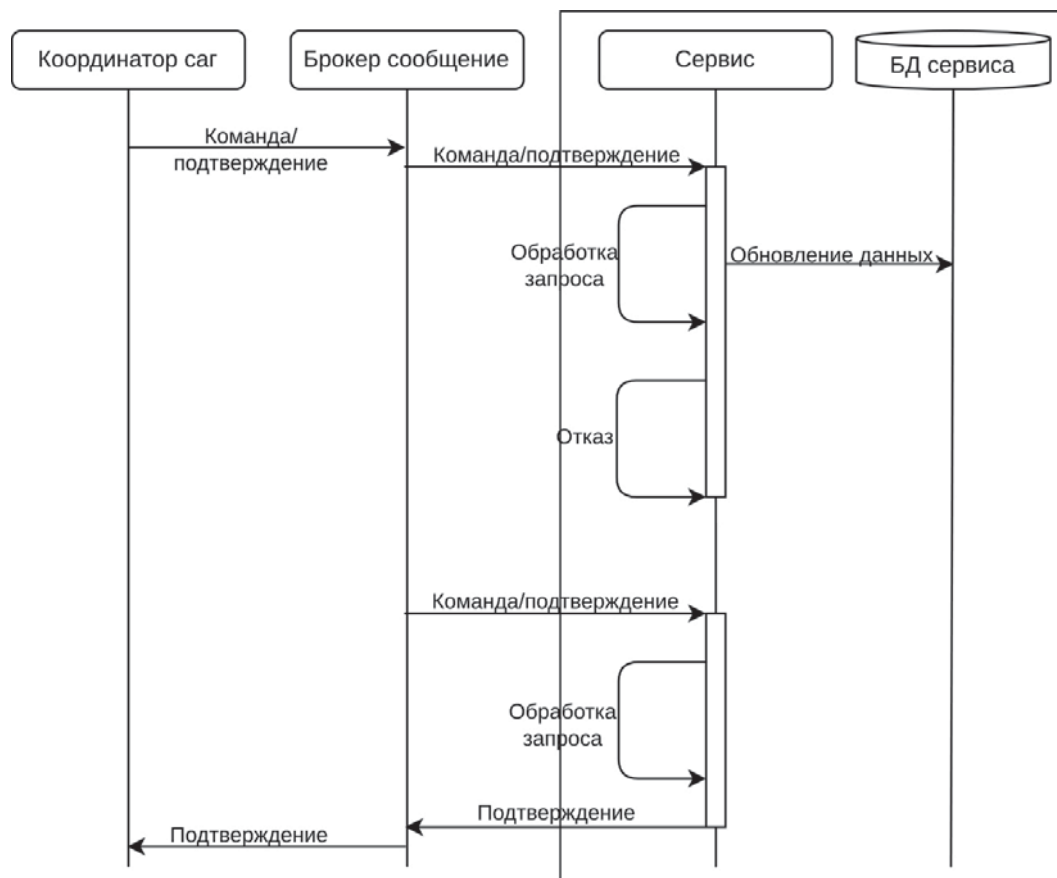 Координатор саг
Брокер сообщение
Сервис
БД сервиса
Команда/
подтверждение
Команда/подтверждение
Обработка
запроса
Обновление данных
Отказ
Команда/подтверждение
Обработка
запроса
Подтверждение
Подтверждение